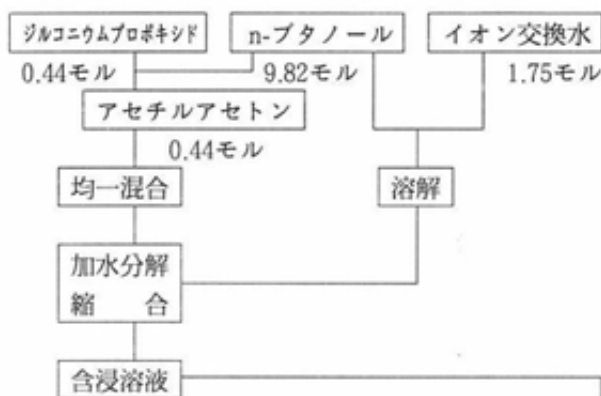 ジルコニウムプロポキシド
n-ブタノール
イオン交換水
0.44モル
9.82モル
1.75モル
アセチルアセトン
0.44モル
均一混合
溶解
加水分解
縮　合
含浸溶液